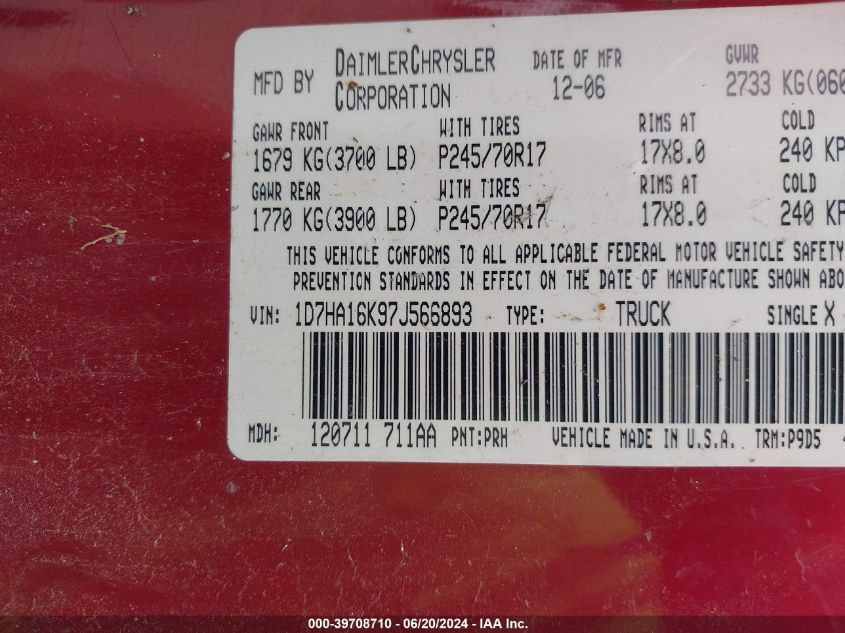 MFD BY DAIMLERCHRYSLER CORPORATION DATE OF MFR 12-06 GVWR 2733 KG(060
GAWR FRONT WITH TIRES RIMS AT COLD
1679 KG(3700 LB) P245/70R17 17X8.0 240 KP
GAWR REAR WITH TIRES RIMS AT COLD
1770 KG(3900 LB) P245/70R17 17X8.0 240 KP
THIS VEHICLE CONFORMS TO ALL APPLICABLE FEDERAL MOTOR VEHICLE SAFETY
PREVENTION STANDARDS IN EFFECT ON THE DATE OF MANUFACTURE SHOWN ABO
VIN: 1D7HA16K97J566893 TYPE: TRUCK SINGLE X
MDH: 120711 711AA PNT:PRH VEHICLE MADE IN U.S.A. TRM:P9D5 4
000-39708710 - 06/20/2024 - IAA Inc.